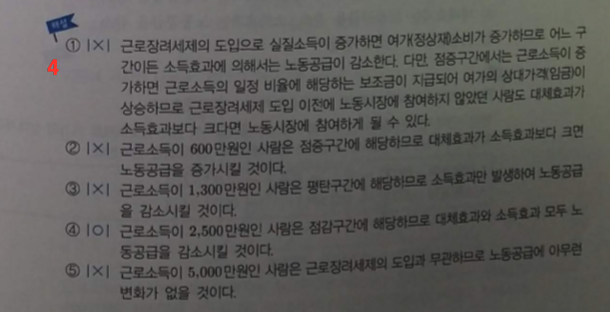 해설
① |×| 근로장려세제의 도입으로 실질소득이 증가하면 여가(정상재)소비가 증가하므로 어느 구
4
간이든 소득효과에 의해서는 노동공급이 감소한다. 다만, 점증구간에서는 근로소득이 증
가하면 근로소득의 일정 비율에 해당하는 보조금이 지급되어 여가의 상대가격(임금)이
상승하므로 근로장려세제 도입 이전에 노동시장에 참여하지 않았던 사람도 대체효과가
소득효과보다 크다면 노동시장에 참여하게 될 수 있다.
② |×| 근로소득이 600만원인 사람은 점증구간에 해당하므로 대체효과가 소득효과보다 크면
노동공급을 증가시킬 것이다.
③ |×| 근로소득이 1,300만원인 사람은 평탄구간에 해당하므로 소득효과만 발생하여 노동공급
을 감소시킬 것이다.
④ |○| 근로소득이 2,500만원인 사람은 점감구간에 해당하므로 대체효과와 소득효과 모두 노
동공급을 감소시킬 것이다.
⑤ |×| 근로소득이 5,000만원인 사람은 근로장려세제의 도입과 무관하므로 노동공급에 아무런
변화가 없을 것이다.